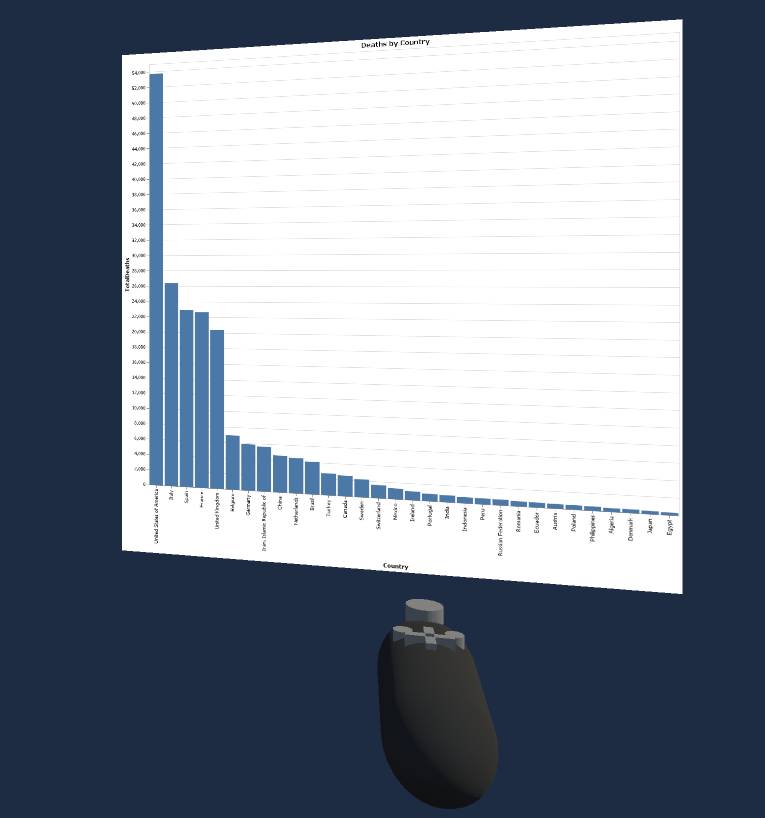 Deaths by Country
TotalDeaths
54,000
52,000
50,000
48,000
46,000
44,000
42,000
40,000
38,000
36,000
34,000
32,000
30,000
28,000
26,000
24,000
22,000
20,000
18,000
16,000
14,000
12,000
10,000
8,000
6,000
4,000
2,000
0
United States of America
Italy
Spain
France
United Kingdom
Belgium
Germany
Iran, Islamic Republic of
China
Netherlands
Brazil
Turkey
Canada
Sweden
Switzerland
Mexico
Ireland
Portugal
India
Indonesia
Peru
Russian Federation
Romania
Ecuador
Austria
Poland
Philippines
Algeria
Denmark
Japan
Egypt
Country